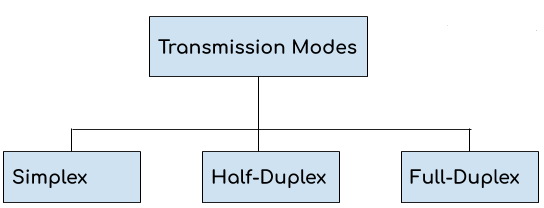 Transmission Modes
Simplex
Half-Duplex
Full-Duplex